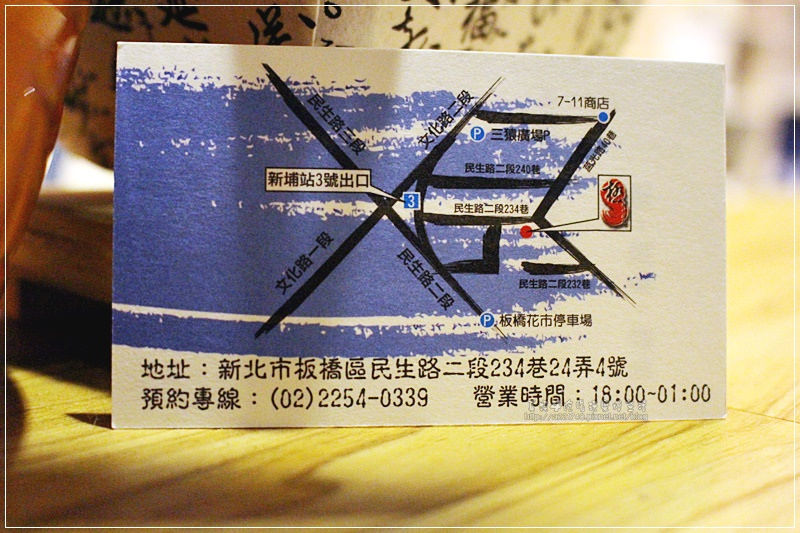 7-11商店
民生路三段
文化路二段
三猿廣場P
P
民生路二段240巷
新埔站3號出口
3
民生路二段234巷
文化路一段
民生路二段
民生路二段232巷
P
板橋花市停車場
地址：新北市板橋區民生路二段234巷24弄4號
預約專線：(02)2254-0339 營業時間：18:00~01:00